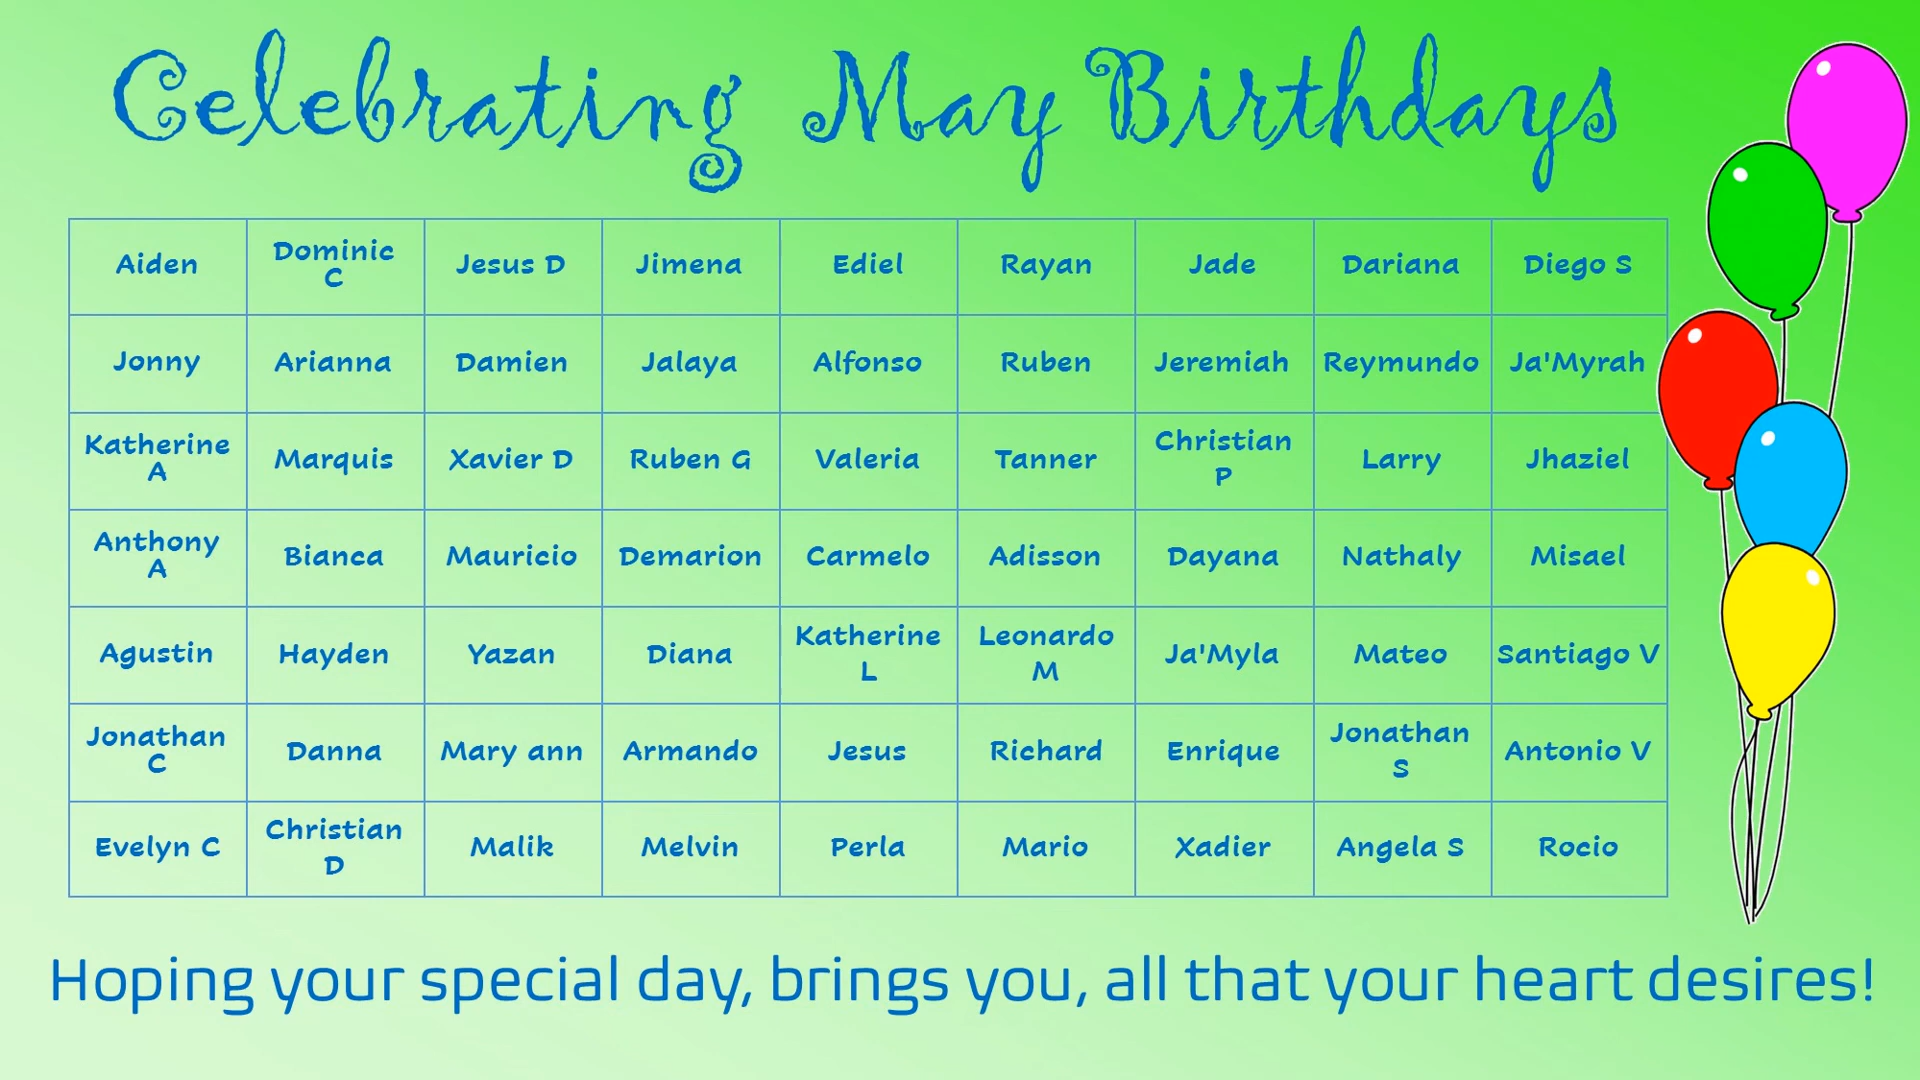 Celebrating May Birthdays
Aiden Dominic C Jesus D Jimena Ediel Rayan Jade Dariana Diego S
Jonny Arianna Damien Jalaya Alfonso Ruben Jeremiah Reymundo Ja'Myrah
Katherine A Marquis Xavier D Ruben G Valeria Tanner Christian P Larry Jhaziel
Anthony A Bianca Mauricio Demarion Carmelo Adisson Dayana Nathaly Misael
Agustin Hayden Yazan Diana Katherine L Leonardo M Ja'Myla Mateo Santiago V
Jonathan C Danna Mary ann Armando Jesus Richard Enrique Jonathan S Antonio V
Evelyn C Christian D Malik Melvin Perla Mario Xadier Angela S Rocio
Hoping your special day, brings you, all that your heart desires!